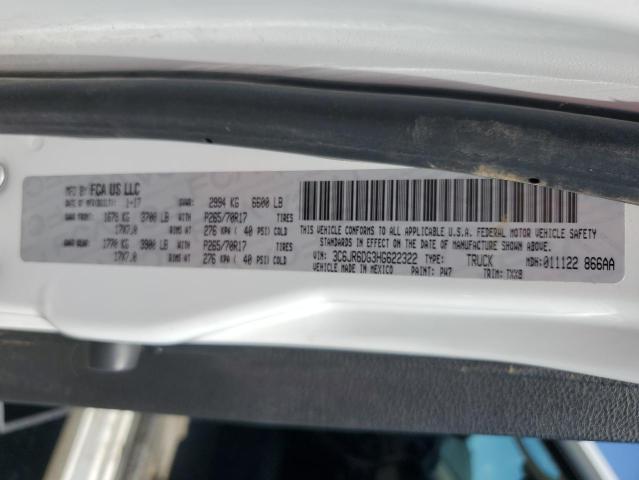 MFD BY FCA US LLC
DATE OF MFR 1-17 GVWR: 2994 KG 6600 LB
GAWR FRONT 1676 KG 3700 LB WITH P265/70R17 TIRES
17X7.0 RIMS AT 276 KPA ( 40 PSI) COLD
GAWR REAR 1770 KG 3900 LB WITH P265/70R17 TIRES
17X7.0 RIMS AT 276 KPA ( 40 PSI) COLD
THIS VEHICLE CONFORMS TO ALL APPLICABLE U.S.A. FEDERAL MOTOR VEHICLE SAFETY
STANDARDS IN EFFECT ON THE DATE OF MANUFACTURE SHOWN ABOVE.
VIN: 3C6JR6DG3HG622322 TYPE: TRUCK MDH: 011122 866AA
MADE IN MEXICO PAINT: PW7 TRIM: TXX8